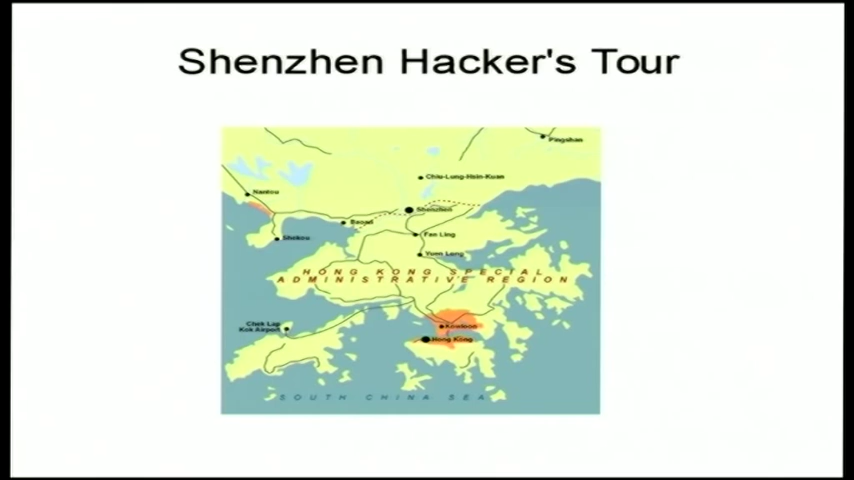 Shenzhen Hacker's Tour
Pingshan
Chiu-Lung-Hsin-Kuan
Nantou
Shenzhen
Baoan
Shekou
Fan Ling
Yuen Long
HONG KONG SPECIAL
ADMINISTRATIVE REGION
Chek Lap
Kok Airport
Kowloon
Hong Kong
SOUTH CHINA SEA